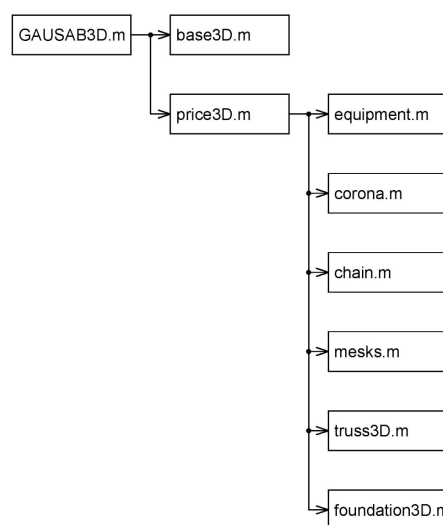 GAUSAB3D.m
base3D.m
price3D.m
equipment.m
corona.m
chain.m
mesks.m
truss3D.m
foundation3D.m